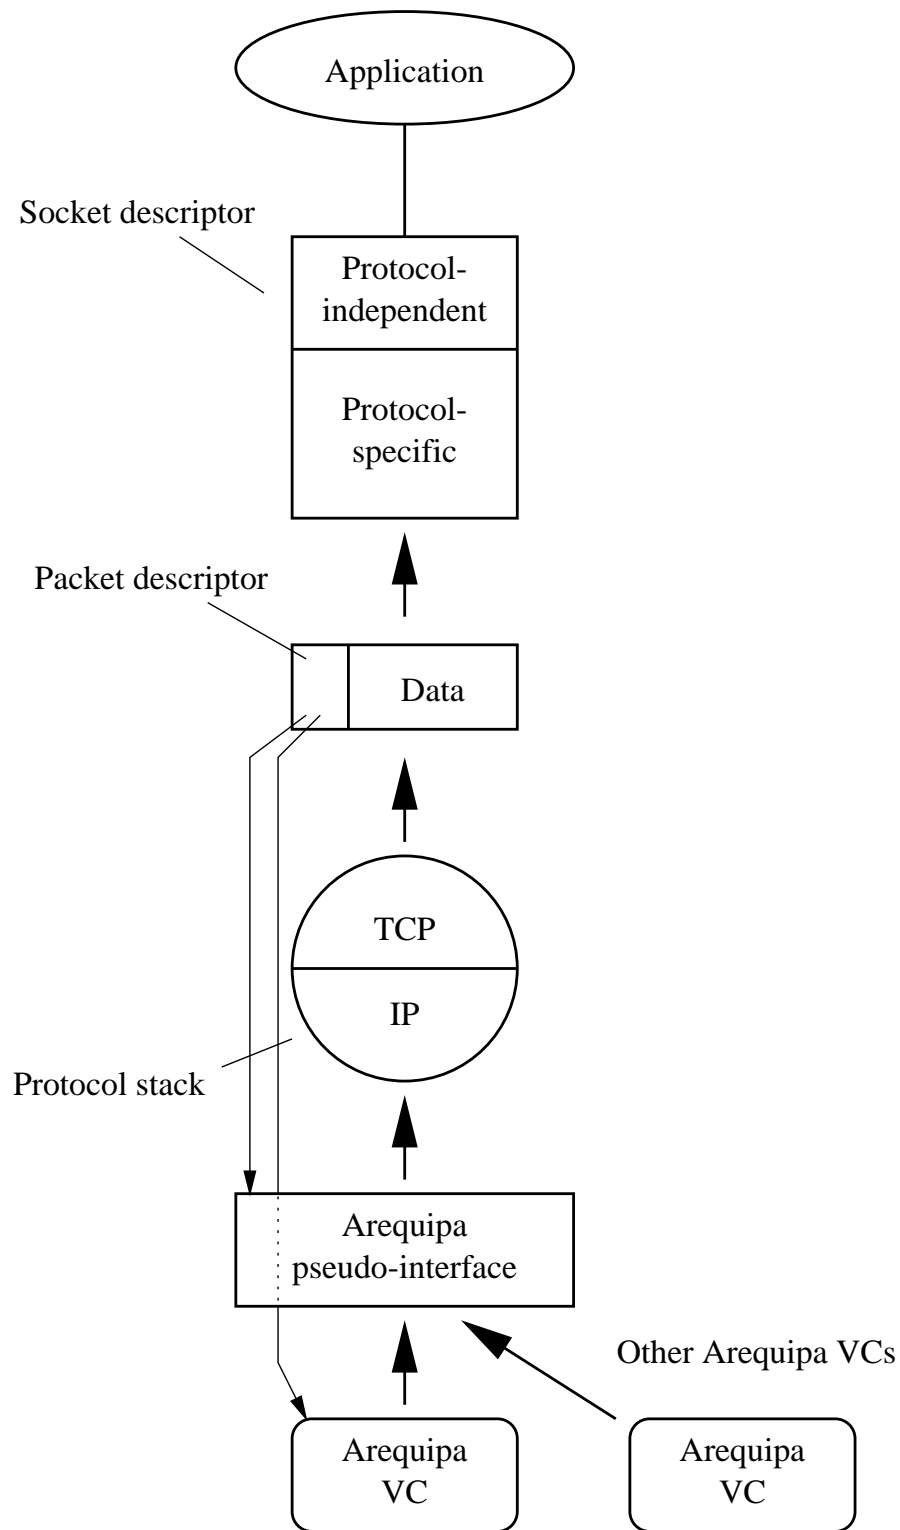 Application
Socket descriptor
Protocol-
independent
Protocol-
specific
Packet descriptor
Data
TCP
IP
Protocol stack
Arequipa
pseudo-interface
Other Arequipa VCs
Arequipa
VC
Arequipa
VC